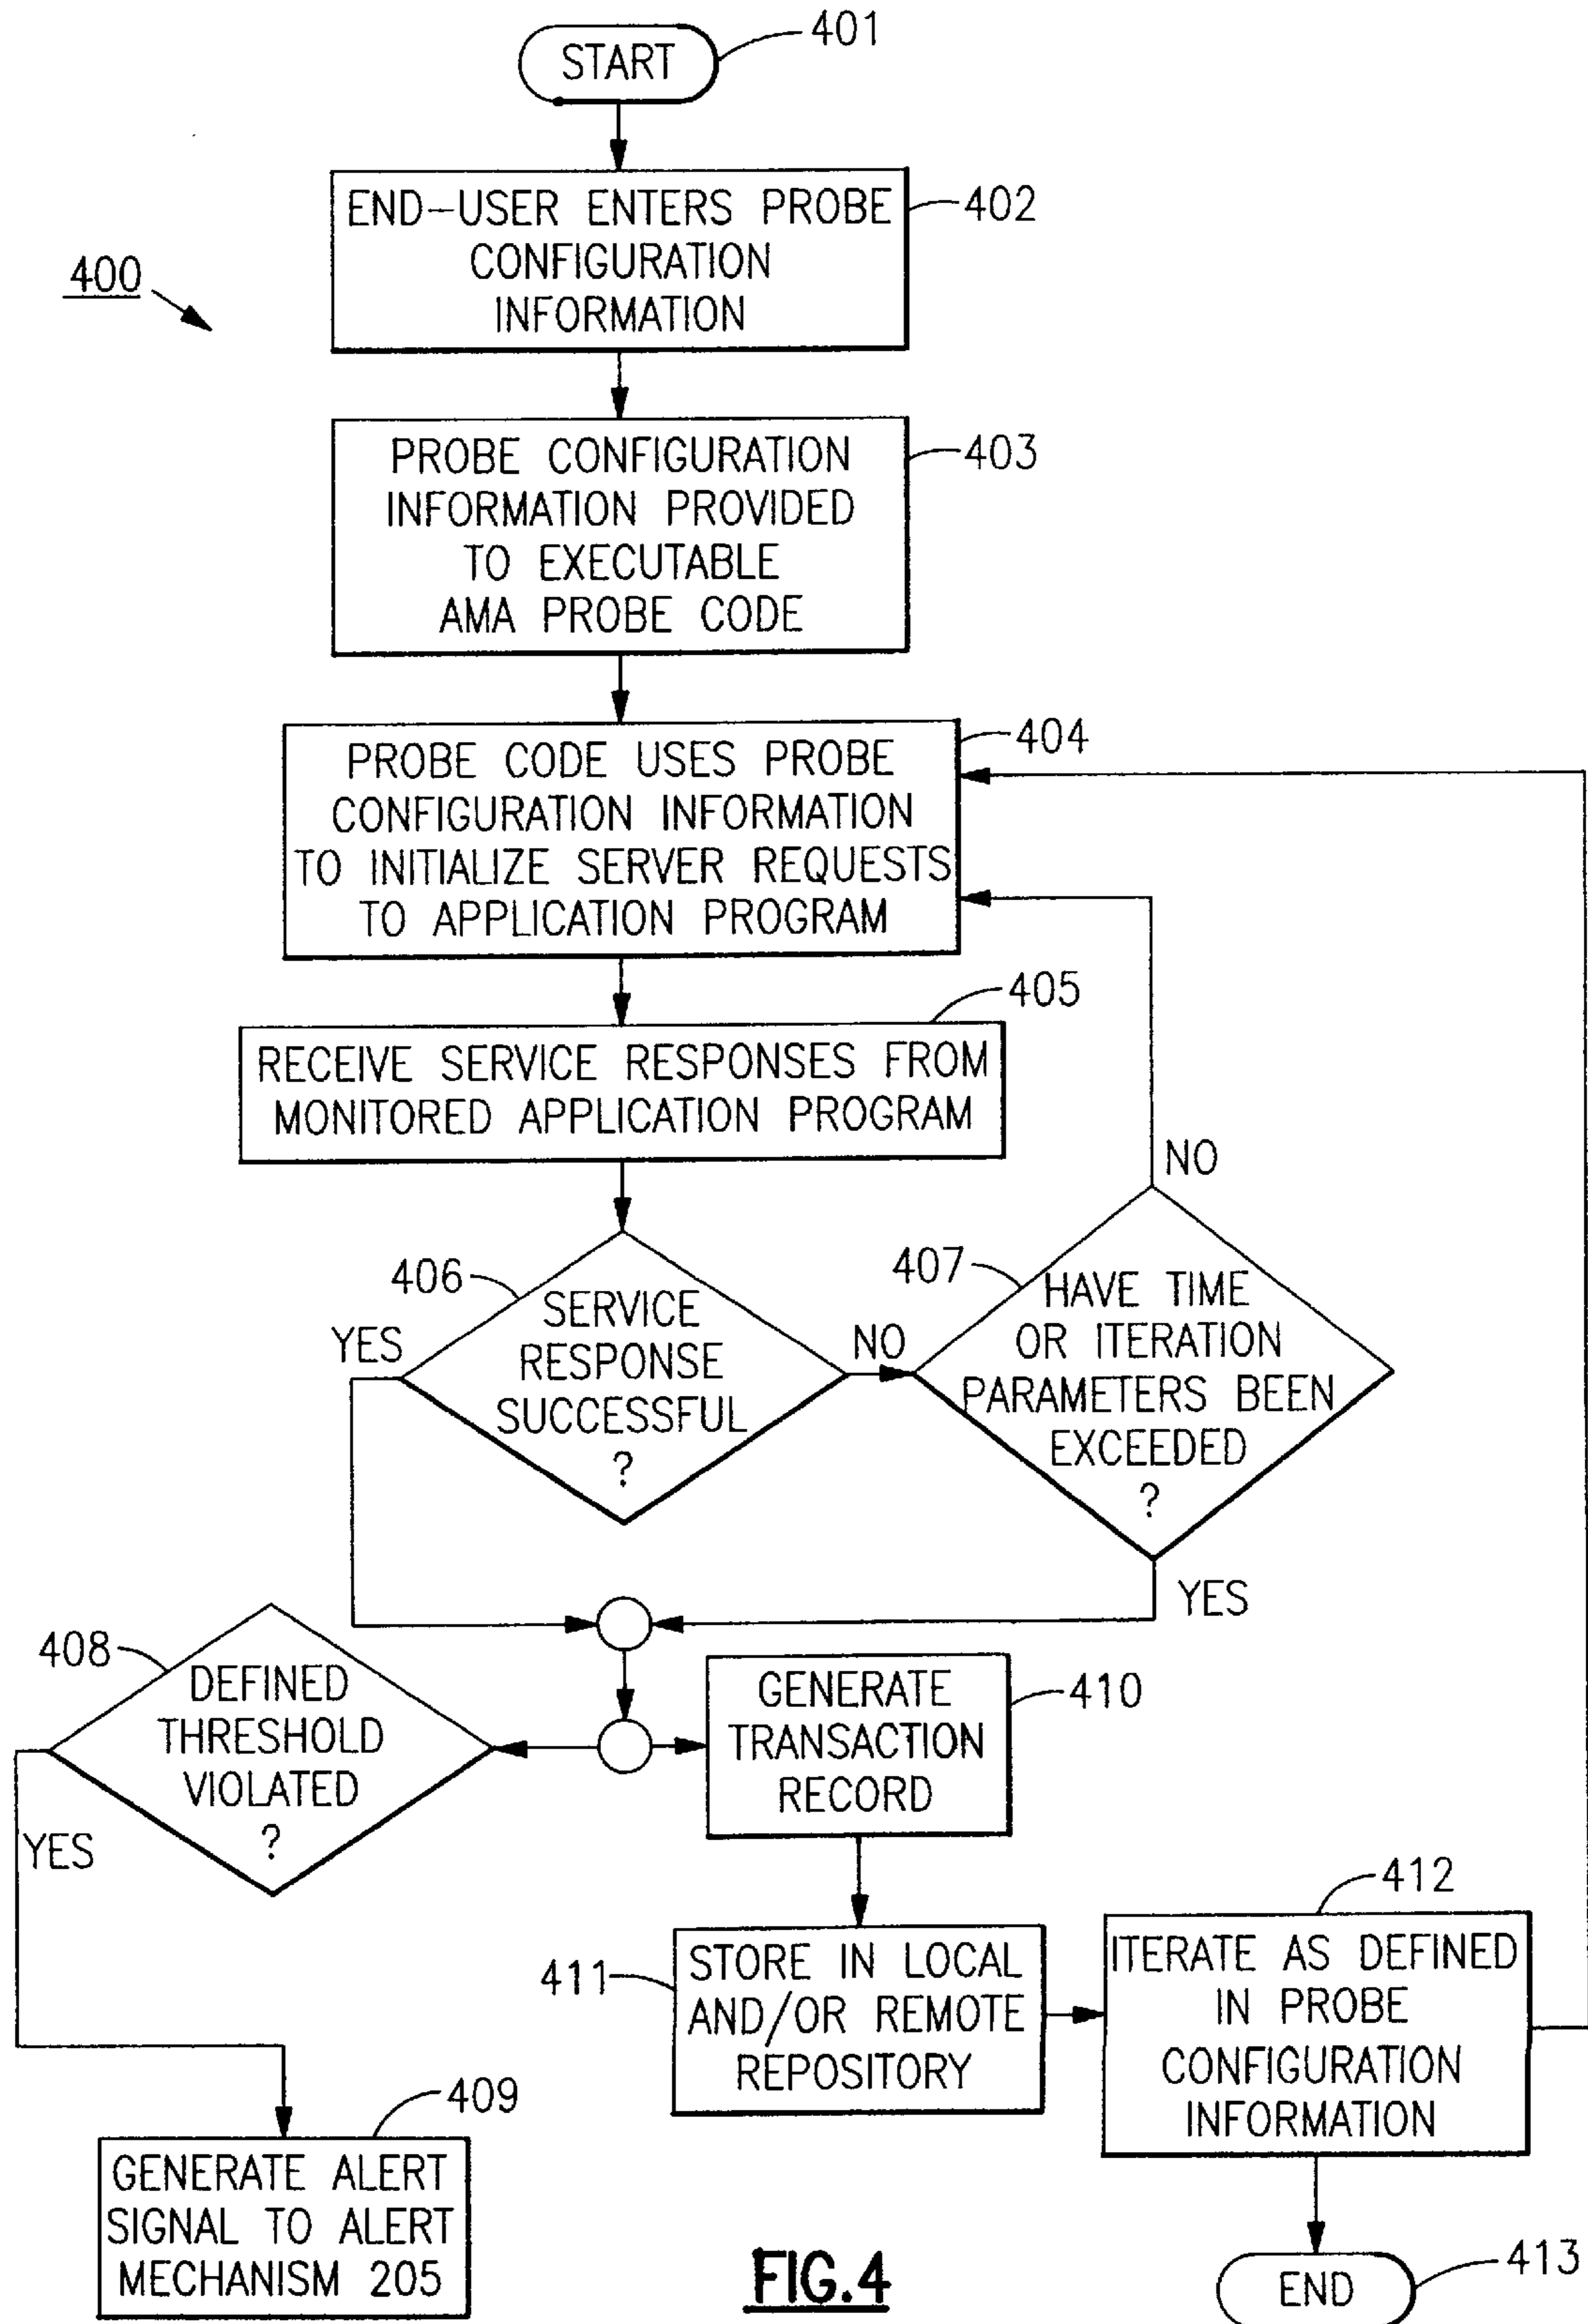 START
401
400
END-USER ENTERS PROBE
CONFIGURATION
INFORMATION
402
PROBE CONFIGURATION
INFORMATION PROVIDED
TO EXECUTABLE
AMA PROBE CODE
403
PROBE CODE USES PROBE
CONFIGURATION INFORMATION
TO INITIALIZE SERVER REQUESTS
TO APPLICATION PROGRAM
404
405
RECEIVE SERVICE RESPONSES FROM
MONITORED APPLICATION PROGRAM
406
SERVICE
RESPONSE
SUCCESSFUL
?
YES
NO
407
HAVE TIME
OR ITERATION
PARAMETERS BEEN
EXCEEDED
?
NO
YES
408
DEFINED
THRESHOLD
VIOLATED
?
YES
GENERATE
TRANSACTION
RECORD
410
411
STORE IN LOCAL
AND/OR REMOTE
REPOSITORY
412
ITERATE AS DEFINED
IN PROBE
CONFIGURATION
INFORMATION
409
GENERATE ALERT
SIGNAL TO ALERT
MECHANISM 205
END
413
FIG.4